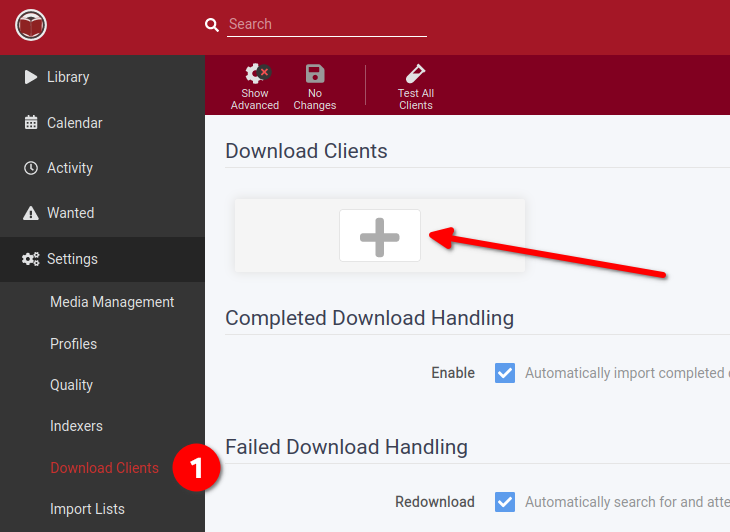 Search
Library
Calendar
Activity
Wanted
Settings
Media Management
Profiles
Quality
Indexers
Download Clients
1
Import Lists
Show
Advanced
No
Changes
Test All
Clients
Download Clients
Completed Download Handling
Enable
Automatically import completed
Failed Download Handling
Redownload
Automatically search for and atte